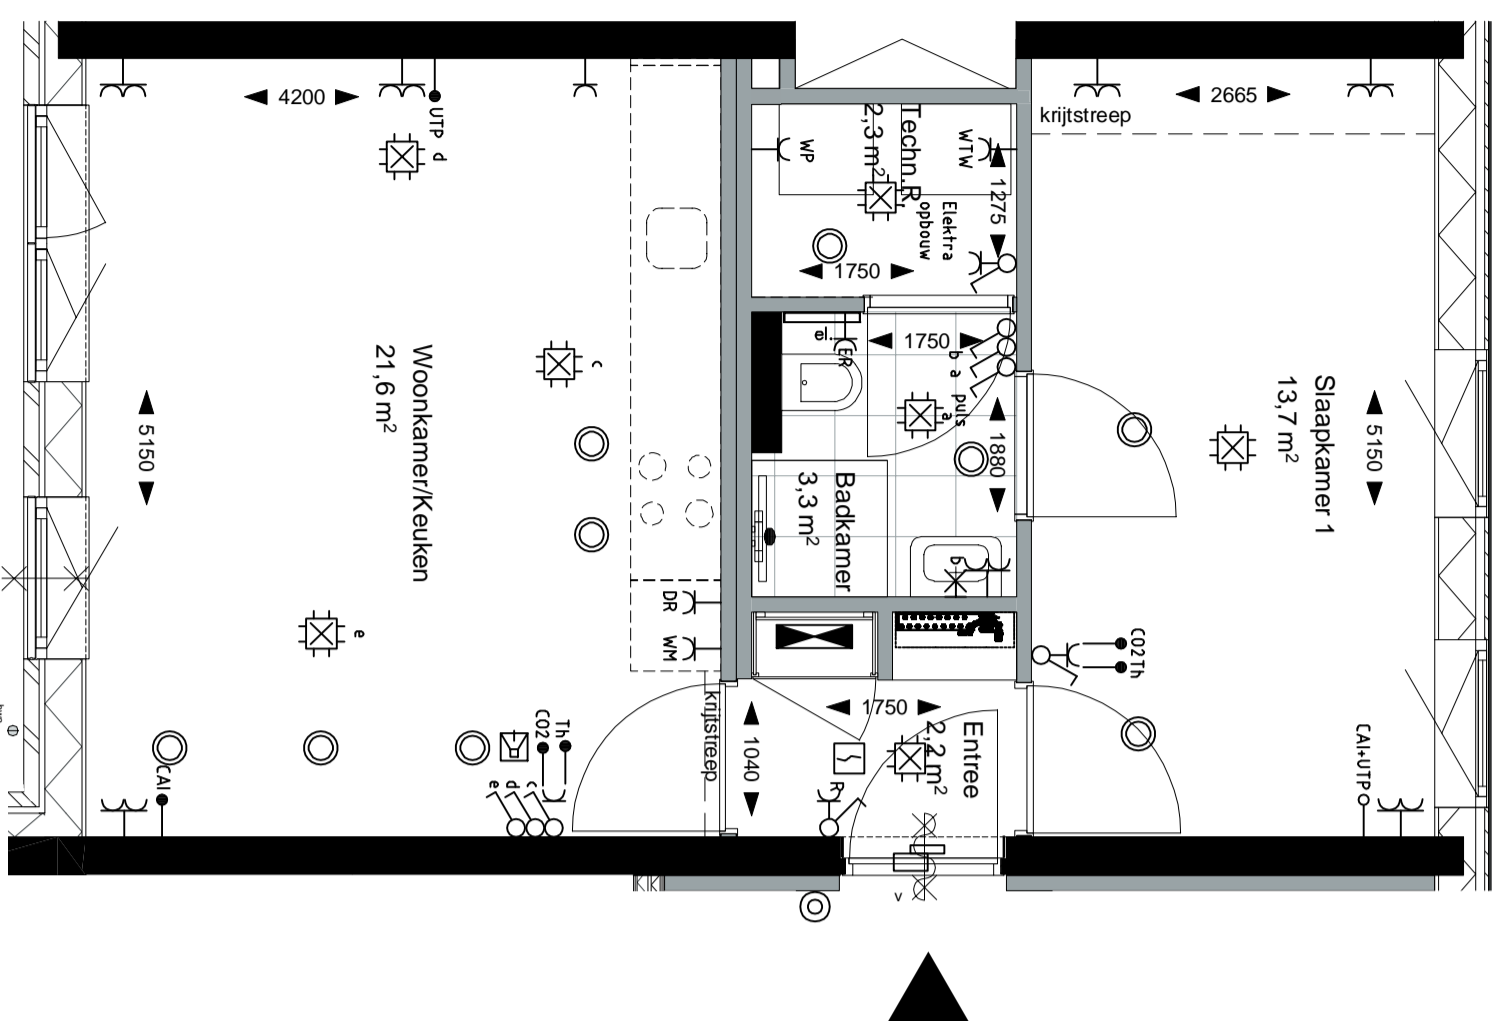 4200
UTP d
c
Woonkamer/Keuken
21,6 m²
5150
e
DR
WM
krijtstreep
CO2 Th
CAI
e d c
WP
Techn.R.
2,3 m²
WTW
1275
Elektra
opbouw
1750
ER
1750
b a puls
a
1880
Badkamer
3,3 m²
b
1750
1040
Entree
2,2 m²
R
v
krijtstreep
2665
Slaapkamer 1
13,7 m²
5150
CO2Th
CAI+UTP